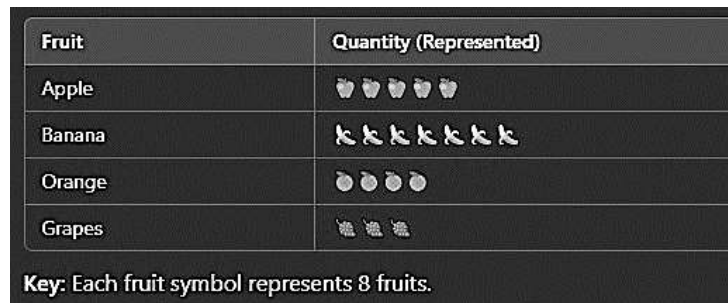 Fruit Quantity (Represented)
Apple
Banana
Orange
Grapes
Key: Each fruit symbol represents 8 fruits.